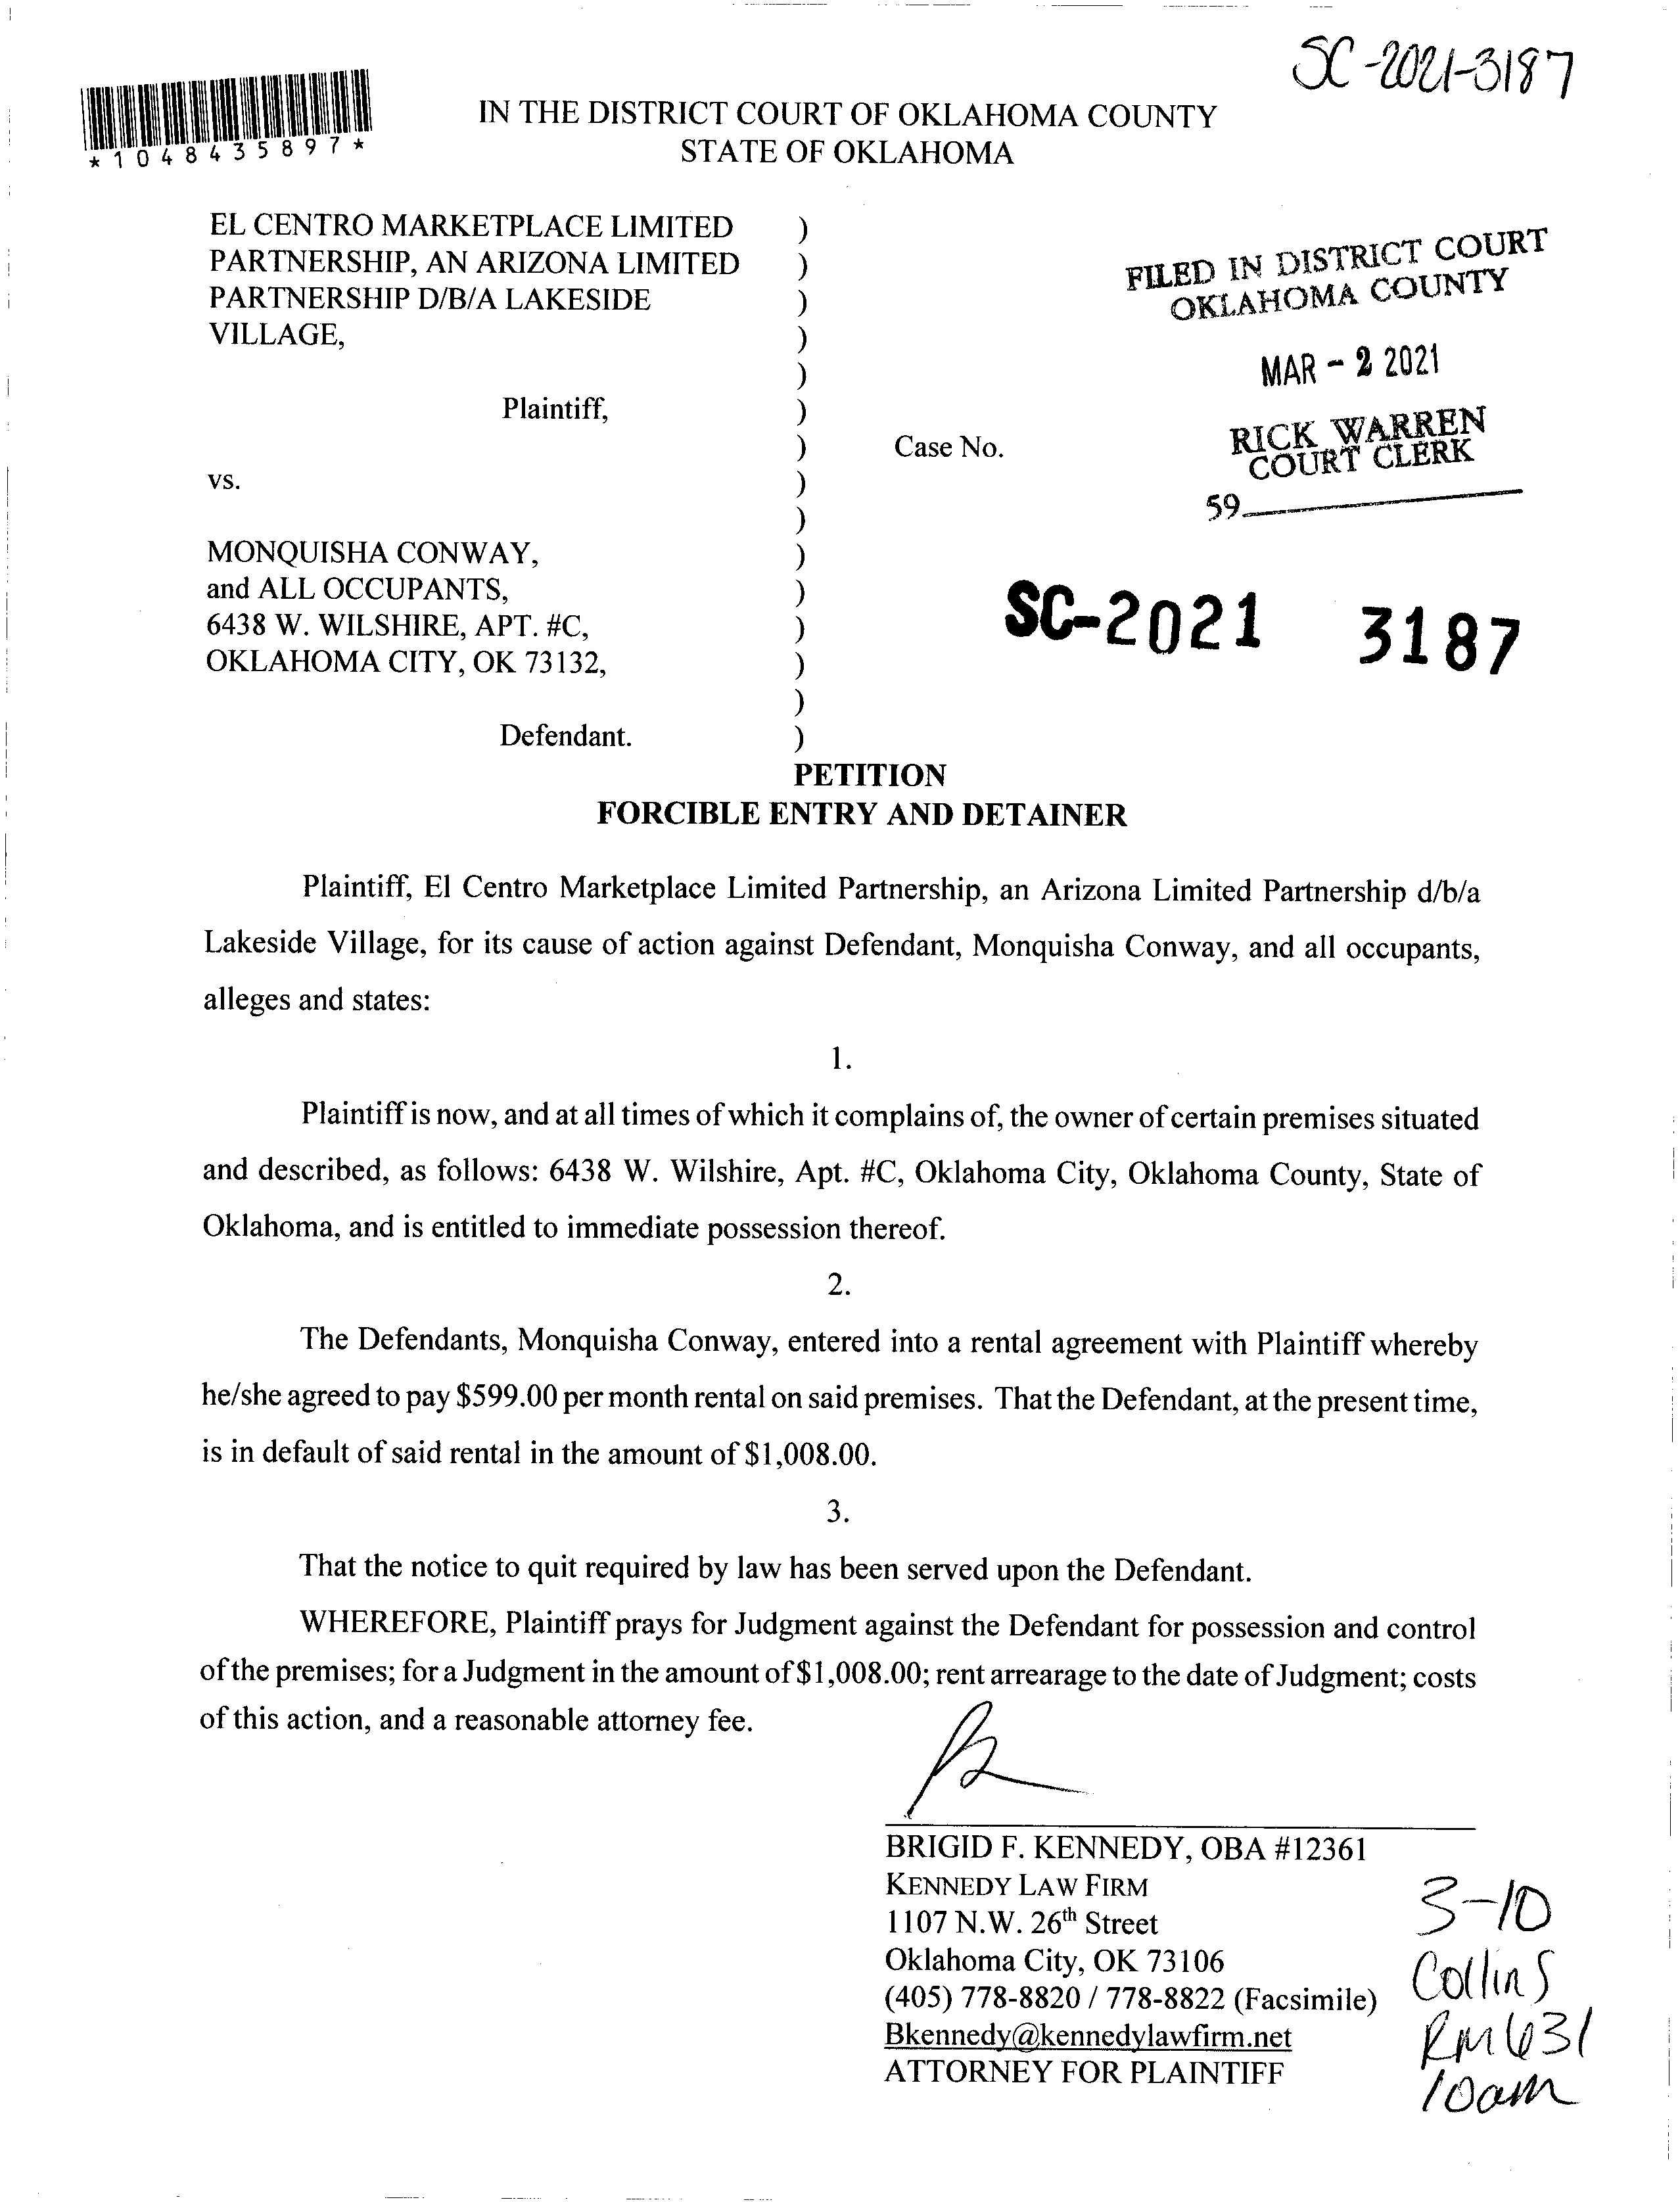 SC-2021-3187
*1048435897*
IN THE DISTRICT COURT OF OKLAHOMA COUNTY
STATE OF OKLAHOMA
EL CENTRO MARKETPLACE LIMITED )
PARTNERSHIP, AN ARIZONA LIMITED )
PARTNERSHIP D/B/A LAKESIDE )
VILLAGE, )
)
Plaintiff, )
) Case No.
vs. )
)
MONQUISHA CONWAY, )
and ALL OCCUPANTS, )
6438 W. WILSHIRE, APT. #C, )
OKLAHOMA CITY, OK 73132, )
)
Defendant. )
FILED IN DISTRICT COURT
OKLAHOMA COUNTY
MAR - 2 2021
RICK WARREN
COURT CLERK
59
SC-2021 3187
PETITION
FORCIBLE ENTRY AND DETAINER
Plaintiff, El Centro Marketplace Limited Partnership, an Arizona Limited Partnership d/b/a
Lakeside Village, for its cause of action against Defendant, Monquisha Conway, and all occupants,
alleges and states:
1.
Plaintiff is now, and at all times of which it complains of, the owner of certain premises situated
and described, as follows: 6438 W. Wilshire, Apt. #C, Oklahoma City, Oklahoma County, State of
Oklahoma, and is entitled to immediate possession thereof.
2.
The Defendants, Monquisha Conway, entered into a rental agreement with Plaintiff whereby
he/she agreed to pay $599.00 per month rental on said premises. That the Defendant, at the present time,
is in default of said rental in the amount of $1,008.00.
3.
That the notice to quit required by law has been served upon the Defendant.
WHEREFORE, Plaintiff prays for Judgment against the Defendant for possession and control
of the premises; for a Judgment in the amount of $1,008.00; rent arrearage to the date of Judgment; costs
of this action, and a reasonable attorney fee.
BRIGID F. KENNEDY, OBA #12361
KENNEDY LAW FIRM
1107 N.W. 26th Street
Oklahoma City, OK 73106
(405) 778-8820 / 778-8822 (Facsimile)
Bkennedy@kennedylawfirm.net
ATTORNEY FOR PLAINTIFF
3-10
Collins
RM 631
10am